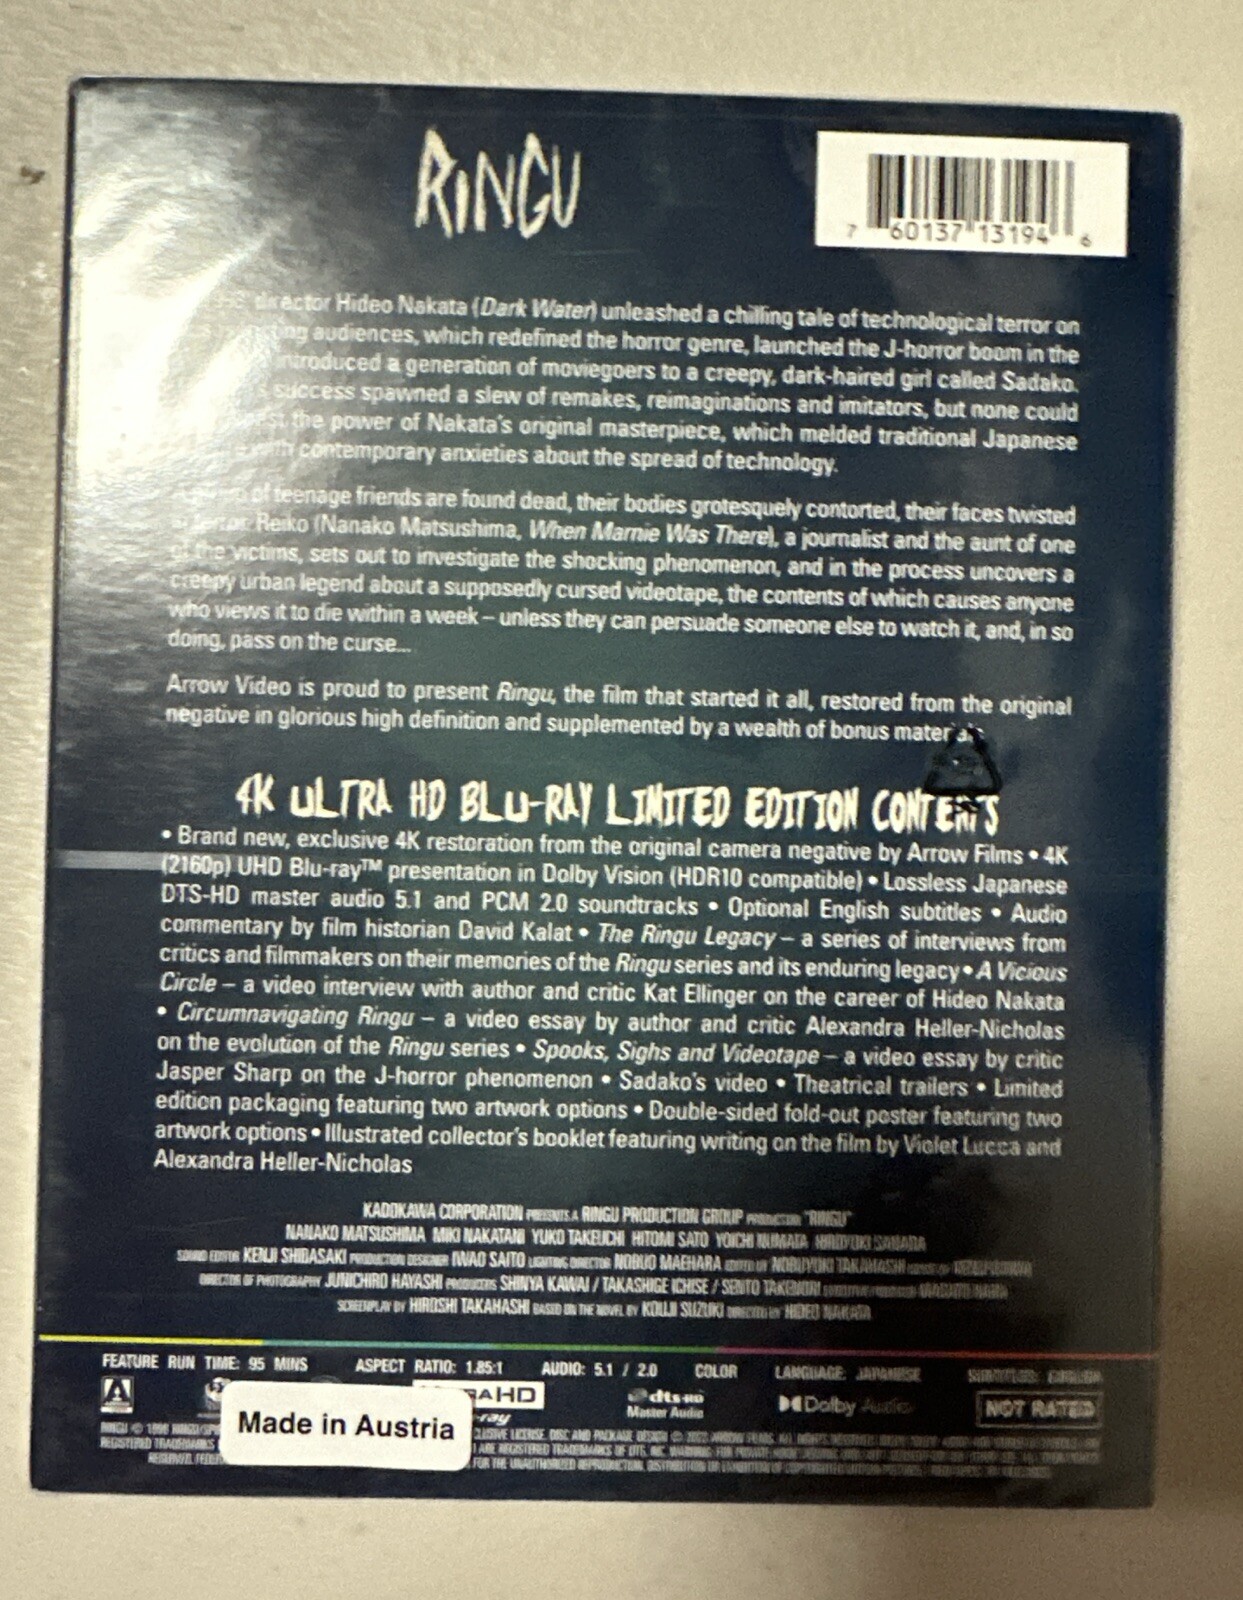 RiNGU
7 60137 13194 6
director Hideo Nakata (Dark Water) unleashed a chilling tale of technological terror on
audiences, which redefined the horror genre, launched the J-horror boom in the
introduced a generation of moviegoers to a creepy, dark-haired girl called Sadako.
success spawned a slew of remakes, reimaginations and imitators, but none could
the power of Nakata's original masterpiece, which melded traditional Japanese
with contemporary anxieties about the spread of technology.
of teenage friends are found dead, their bodies grotesquely contorted, their faces twisted
terror. Reiko (Nanako Matsushima, When Marnie Was There), a journalist and the aunt of one
of the victims, sets out to investigate the shocking phenomenon, and in the process uncovers a
creepy urban legend about a supposedly cursed videotape, the contents of which causes anyone
who views it to die within a week – unless they can persuade someone else to watch it, and, in so
doing, pass on the curse...
Arrow Video is proud to present Ringu, the film that started it all, restored from the original
negative in glorious high definition and supplemented by a wealth of bonus materials.
4K ULTRA HD BLU-RAY LIMITED EDITION CONTENTS
• Brand new, exclusive 4K restoration from the original camera negative by Arrow Films • 4K
(2160p) UHD Blu-ray™ presentation in Dolby Vision (HDR10 compatible) • Lossless Japanese
DTS-HD master audio 5.1 and PCM 2.0 soundtracks • Optional English subtitles • Audio
commentary by film historian David Kalat • The Ringu Legacy – a series of interviews from
critics and filmmakers on their memories of the Ringu series and its enduring legacy • A Vicious
Circle – a video interview with author and critic Kat Ellinger on the career of Hideo Nakata
• Circumnavigating Ringu – a video essay by author and critic Alexandra Heller-Nicholas
on the evolution of the Ringu series • Spooks, Sighs and Videotape – a video essay by critic
Jasper Sharp on the J-horror phenomenon • Sadako's video • Theatrical trailers • Limited
edition packaging featuring two artwork options • Double-sided fold-out poster featuring two
artwork options • Illustrated collector's booklet featuring writing on the film by Violet Lucca and
Alexandra Heller-Nicholas
KADOKAWA CORPORATION PRESENTS A RINGU PRODUCTION GROUP PRODUCTION "RINGU"
NANAKO MATSUSHIMA MIKI NAKATANI YUKO TAKEUCHI HITOMI SATO YOICHI NUMATA HIROYUKI SANADA
SOUND EDITOR KENJI SHIBASAKI PRODUCTION DESIGNER IWAO SAITO LIGHTING DIRECTOR NOBUO MAEHARA EDITED BY NOBUYUKI TAKAHASHI
DIRECTOR OF PHOTOGRAPHY JUNICHIRO HAYASHI PRODUCERS SHINYA KAWAI / TAKASHIGE ICHISE / SENTO TAKENORI
SCREENPLAY BY HIROSHI TAKAHASHI BASED ON THE NOVEL BY KOUJI SUZUKI DIRECTED BY HIDEO NAKATA
FEATURE RUN TIME: 95 MINS ASPECT RATIO: 1.85:1 AUDIO: 5.1 / 2.0 COLOR LANGUAGE: JAPANESE SUBTITLES: ENGLISH
A HD
ray
dts-HD
Master Audio
Dolby Audio
NOT RATED
Made in Austria
REGISTERED TRADEMARKS